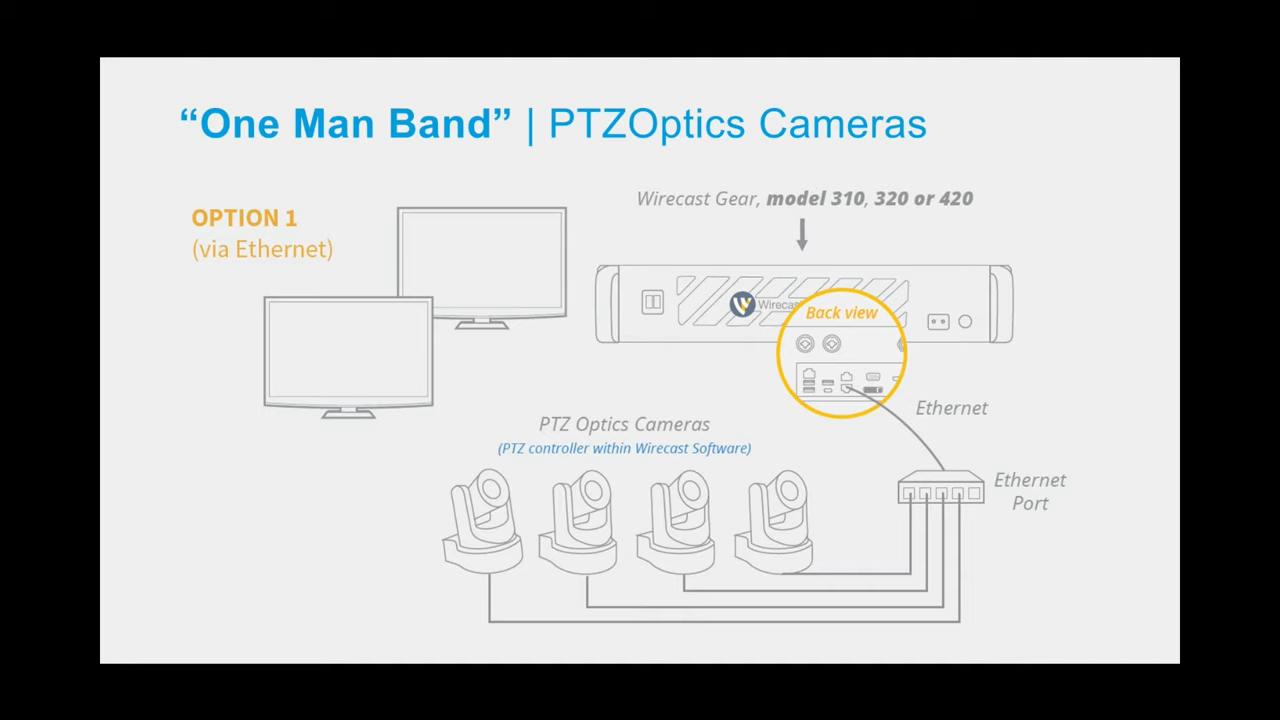 “One Man Band” | PTZOptics Cameras
OPTION 1
(via Ethernet)
Wirecast Gear, model 310, 320 or 420
Back view
Ethernet
PTZ Optics Cameras
(PTZ controller within Wirecast Software)
Ethernet
Port